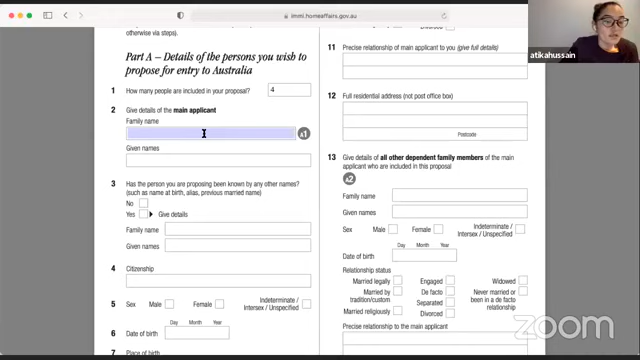 immi.homeaffairs.gov.au
atikahussain
otherwise via steps).
Part A – Details of the persons you wish to
propose for entry to Australia
1 How many people are included in your proposal? 4
2 Give details of the main applicant
Family name
A1
Given names
3 Has the person you are proposing been known by any other names?
(such as name at birth, alias, previous married name)
No
Yes Give details
Family name
Given names
4 Citizenship
5 Sex Male Female Indeterminate /
Intersex / Unspecified
Day Month Year
6 Date of birth
7 Place of birth
Divorced
11 Precise relationship of main applicant to you (give full details)
12 Full residential address (not post office box)
Postcode
13 Give details of all other dependent family members of the main
applicant who are included in this proposal
A2
Family name
Given names
Sex Male Female Indeterminate /
Intersex / Unspecified
Day Month Year
Date of birth
Relationship status
Married legally Engaged Widowed
Married by
tradition/custom De facto Never married or
been in a de facto
relationship
Separated
Married religiously Divorced
Precise relationship to the main applicant
zoom